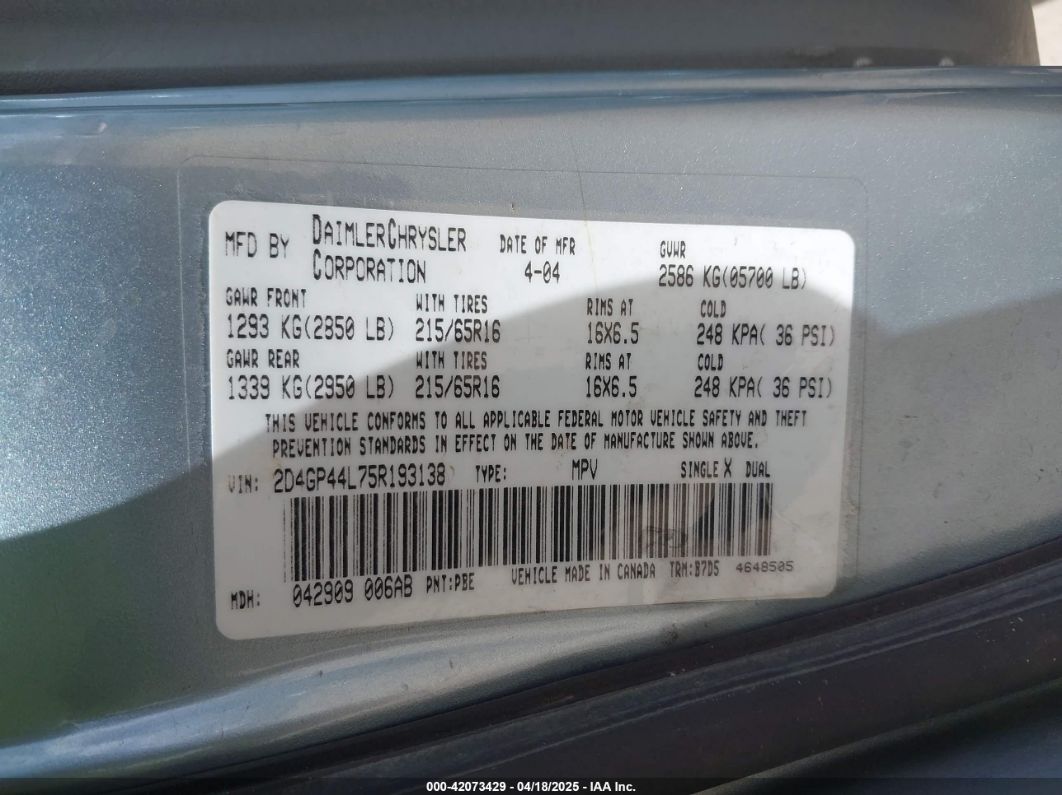 MFD BY DAIMLERCHRYSLER CORPORATION DATE OF MFR 4-04 GVWR 2586 KG(05700 LB)
GAWR FRONT WITH TIRES RIMS AT COLD
1293 KG(2850 LB) 215/65R16 16X6.5 248 KPA( 36 PSI)
GAWR REAR WITH TIRES RIMS AT COLD
1339 KG(2950 LB) 215/65R16 16X6.5 248 KPA( 36 PSI)
THIS VEHICLE CONFORMS TO ALL APPLICABLE FEDERAL MOTOR VEHICLE SAFETY AND THEFT
PREVENTION STANDARDS IN EFFECT ON THE DATE OF MANUFACTURE SHOWN ABOVE.
VIN: 2D4GP44L75R193138 TYPE: MPV SINGLE X DUAL
MDH: 042909 006AB PNT:PBE VEHICLE MADE IN CANADA TRM:B7D5 4648505
000-42073429 - 04/18/2025 - IAA Inc.